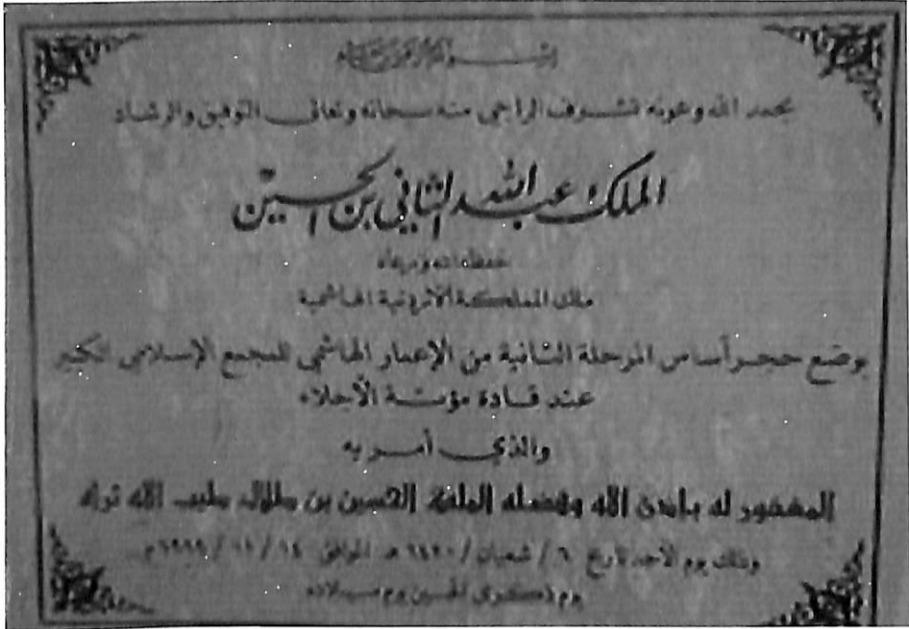 بسم الله الرحمن الرحيم
بحمد الله وعونه تشرف الراجي منه سبحانه وتعالى التوفيق والرشاد
الملك عبدالله الثاني بن الحسين
حفظه الله ورعاه
ملك المملكة الأردنية الهاشمية
بوضع حجر أساس المرحلة الثانية من الإعمار الهاشمي للمجمع الإسلامي الكبير
عند قادة مؤتة الأجلاء
والذي أمر به
المغفور له بإذن الله وفضله الملك الحسين بن طلال طيب الله ثراه
وذلك يوم الأحد تاريخ ٦ / شعبان / ١٤٢٠ هـ الموافق ١٤ / ١١ / ١٩٩٩ م
يوم ذكرى الحسين يوم ميلاده